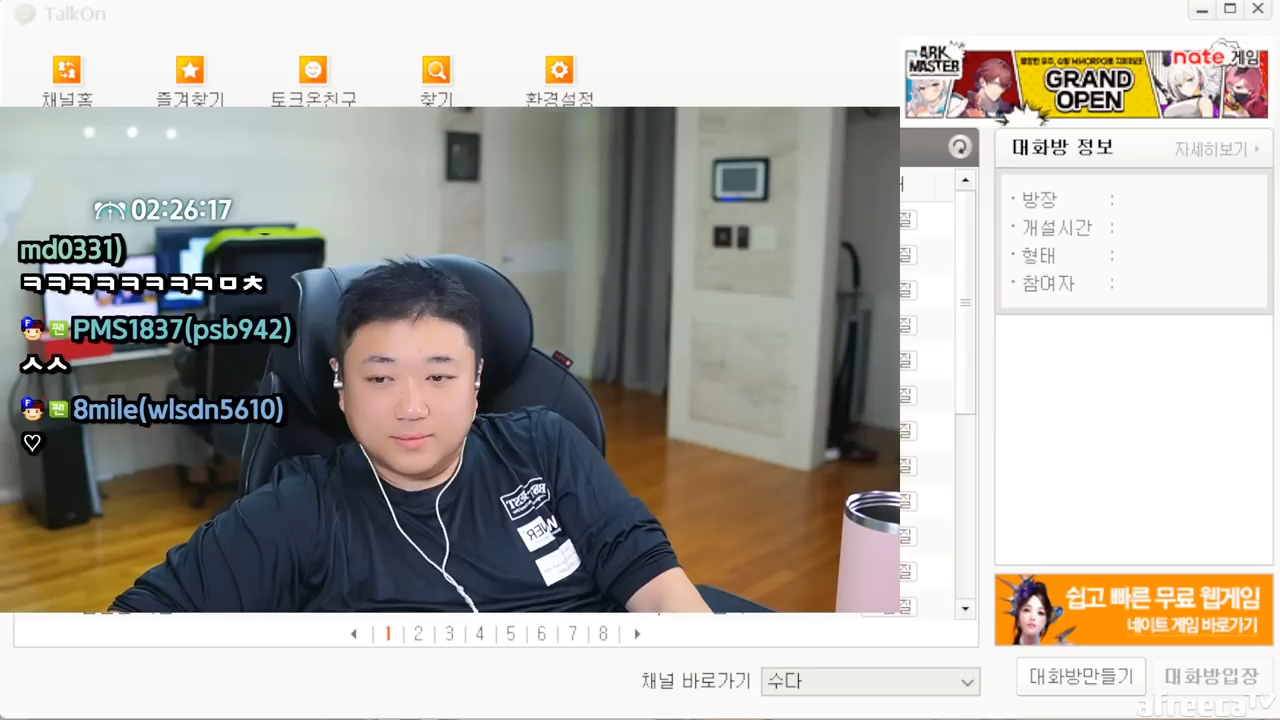 TalkOn
채널홈
즐겨찾기
토크온친구
찾기
환경설정
ARK MASTER
GRAND OPEN
nate 게임
02:26:17
md0331)
ㅋㅋㅋㅋㅋㅋㅋㅋㅁㅊ
F 팬 PMS1837(psb942)
ㅅㅅ
F 팬 8mile(wlsdn5610)
♡
대화방 정보
자세히보기
· 방장 :
· 개설시간 :
· 형태 :
· 참여자 :
쉽고 빠른 무료 웹게임
네이트 게임 바로가기
1 2 3 4 5 6 7 8
채널 바로가기
수다
대화방만들기
대화방입장
afreecaTV